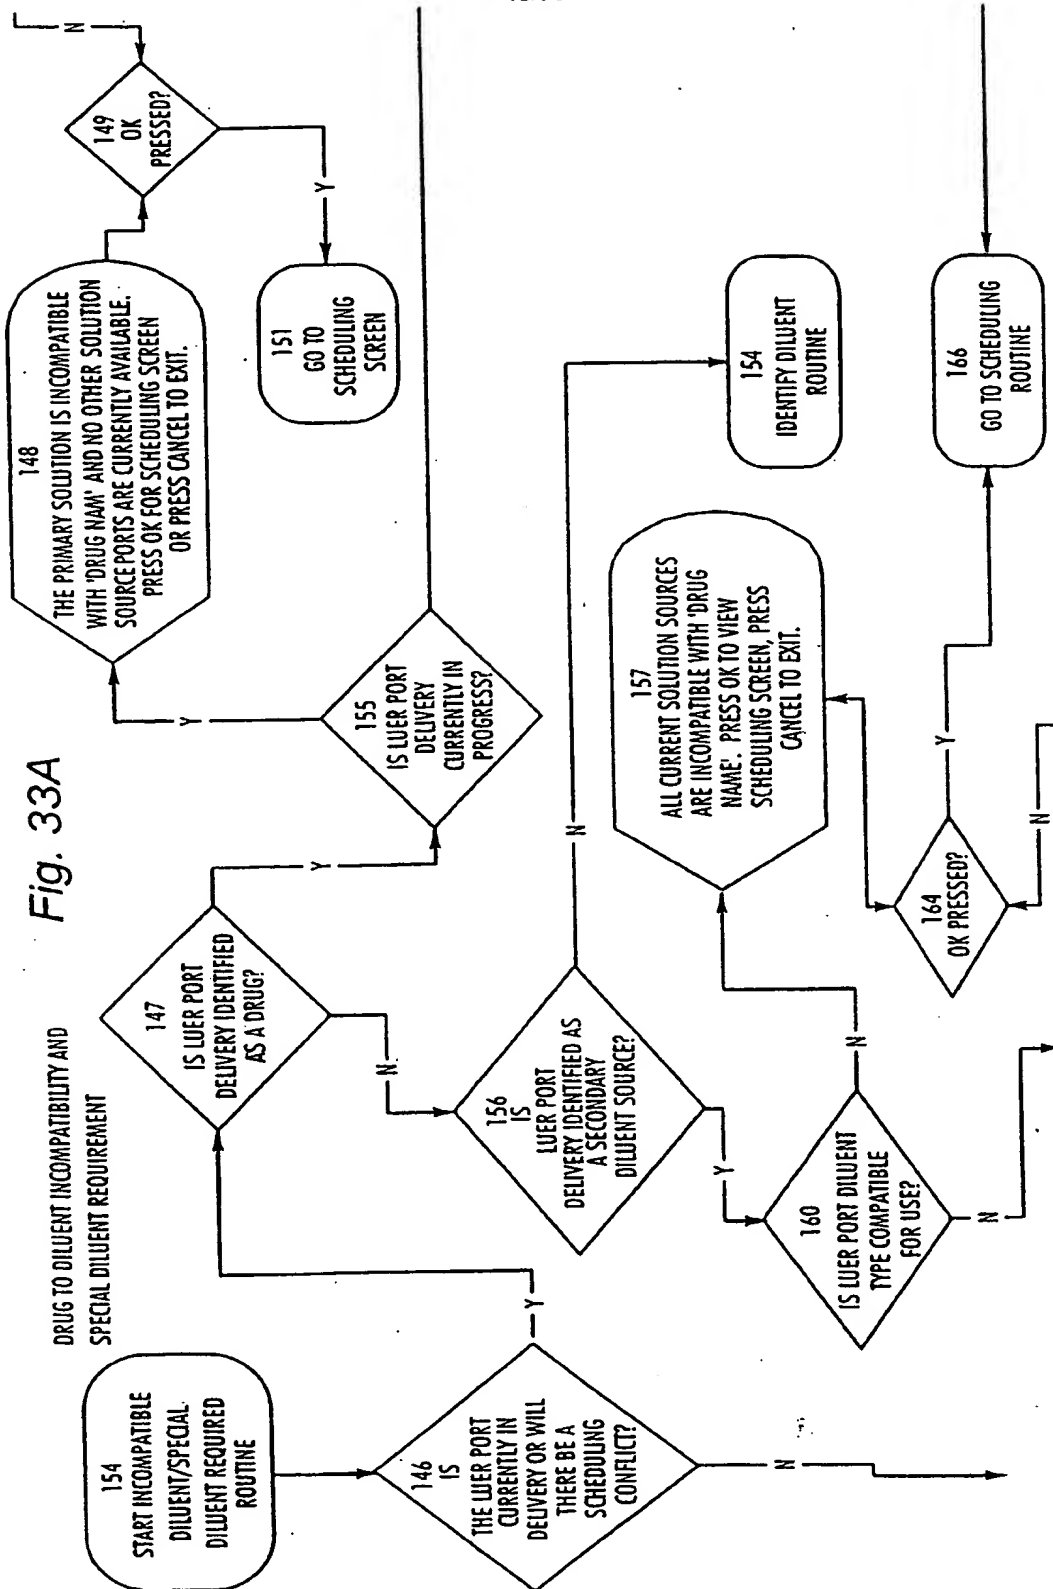 Fig. 33A
DRUG TO DILUENT INCOMPATIBILITY AND
SPECIAL DILUENT REQUIREMENT
154
START INCOMPATIBLE
DILUENT/SPECIAL
DILUENT REQUIRED
ROUTINE
146
IS
THE LUER PORT
CURRENTLY IN
DELIVERY OR WILL
THERE BE A
SCHEDULING
CONFLICT?
Y
N
147
IS LUER PORT
DELIVERY IDENTIFIED
AS A DRUG?
Y
N
155
IS LUER PORT
DELIVERY
CURRENTLY IN
PROGRESS?
Y
148
THE PRIMARY SOLUTION IS INCOMPATIBLE
WITH 'DRUG NAM' AND NO OTHER SOLUTION
SOURCE PORTS ARE CURRENTLY AVAILABLE.
PRESS OK FOR SCHEDULING SCREEN
OR PRESS CANCEL TO EXIT.
149
OK
PRESSED?
N
Y
151
GO TO
SCHEDULING
SCREEN
156
IS
LUER PORT
DELIVERY IDENTIFIED AS
A SECONDARY
DILUENT SOURCE?
N
Y
154
IDENTIFY DILUENT
ROUTINE
160
IS LUER PORT DILUENT
TYPE COMPATIBLE
FOR USE?
N
N
157
ALL CURRENT SOLUTION SOURCES
ARE INCOMPATIBLE WITH 'DRUG
NAME'. PRESS OK TO VIEW
SCHEDULING SCREEN, PRESS
CANCEL TO EXIT.
164
OK PRESSED?
Y
N
166
GO TO SCHEDULING
ROUTINE